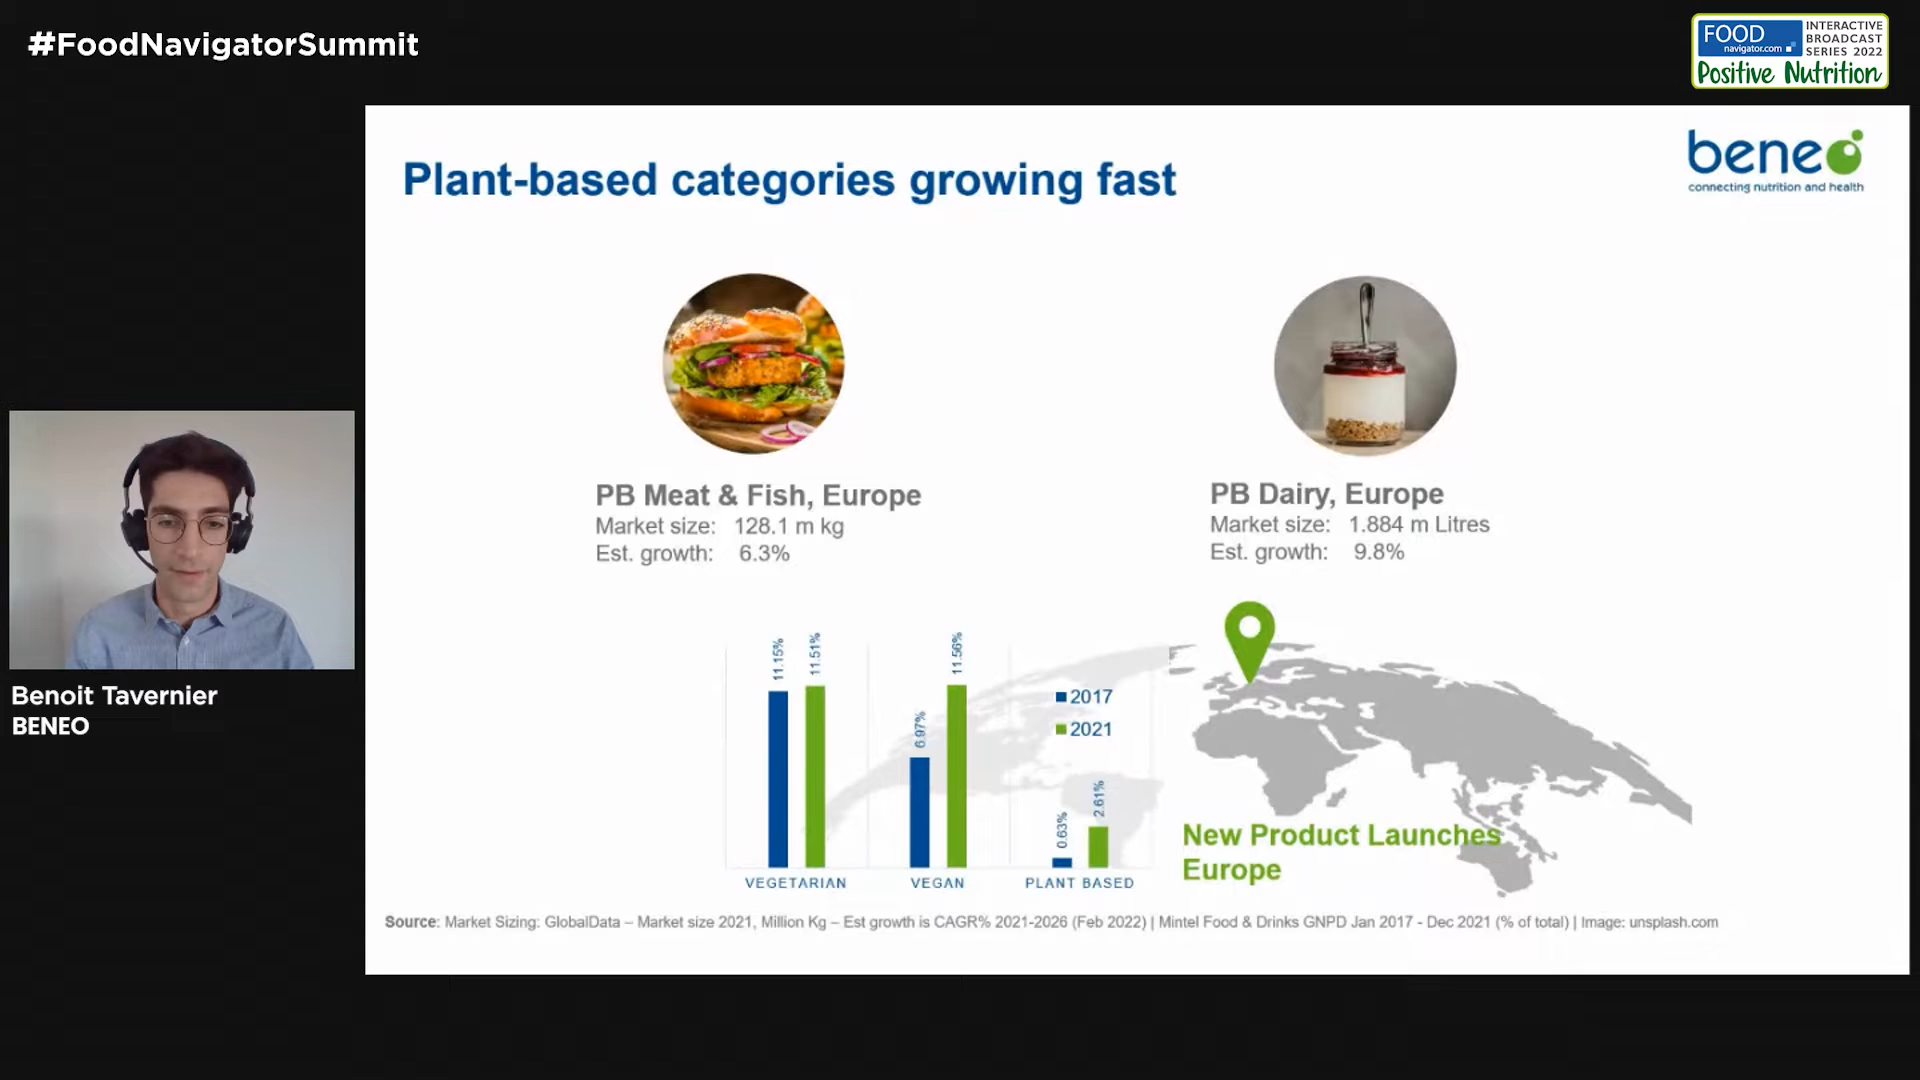 #FoodNavigatorSummit
FOOD
navigator.com
INTERACTIVE
BROADCAST
SERIES 2022
Positive Nutrition
beneo
connecting nutrition and health
Plant-based categories growing fast
PB Meat & Fish, Europe
Market size: 128.1 m kg
Est. growth: 6.3%
PB Dairy, Europe
Market size: 1.884 m Litres
Est. growth: 9.8%
Benoit Tavernier
BENEO
11.15%
11.51%
6.97%
11.56%
0.63%
2.61%
2017
2021
VEGETARIAN
VEGAN
PLANT BASED
New Product Launches
Europe
Source: Market Sizing: GlobalData – Market size 2021, Million Kg – Est growth is CAGR% 2021-2026 (Feb 2022) | Mintel Food & Drinks GNPD Jan 2017 - Dec 2021 (% of total) | Image: unsplash.com